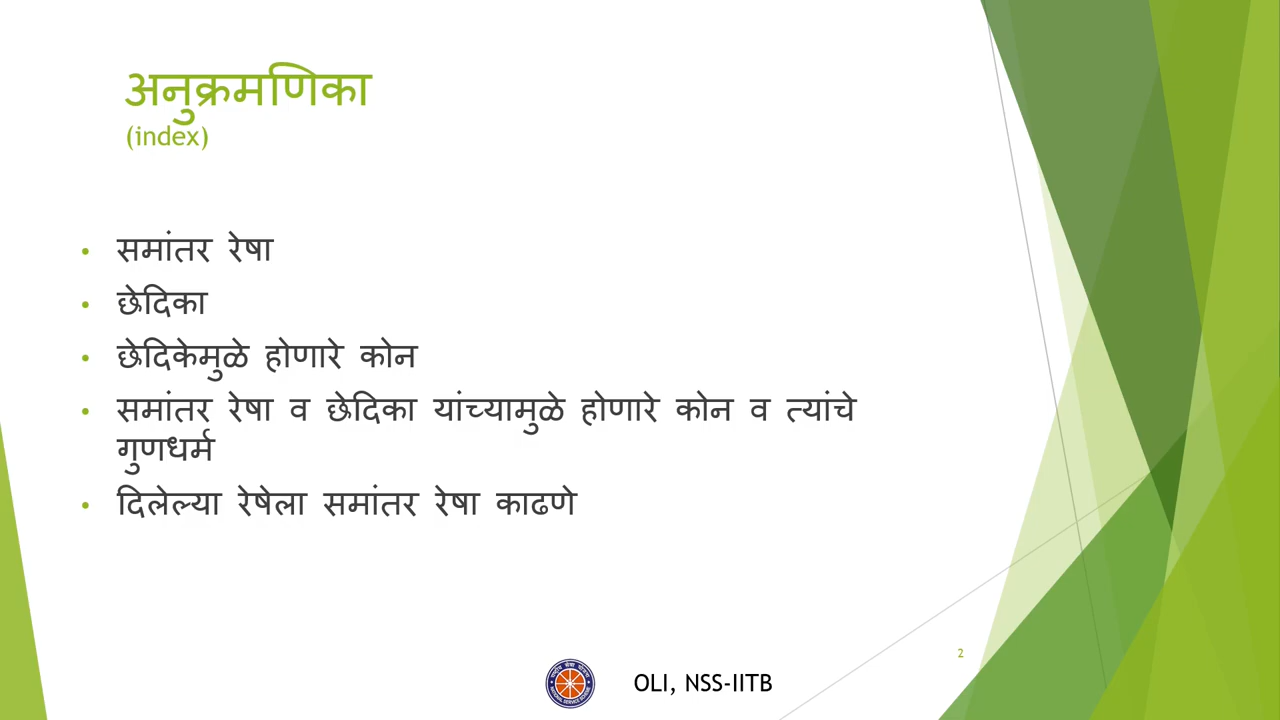 अनुक्रमणिका
(index)
• समांतर रेषा
• छेदिका
• छेदिकेमुळे होणारे कोन
• समांतर रेषा व छेदिका यांच्यामुळे होणारे कोन व त्यांचे
गुणधर्म
• दिलेल्या रेषेला समांतर रेषा काढणे
2
OLI, NSS-IITB